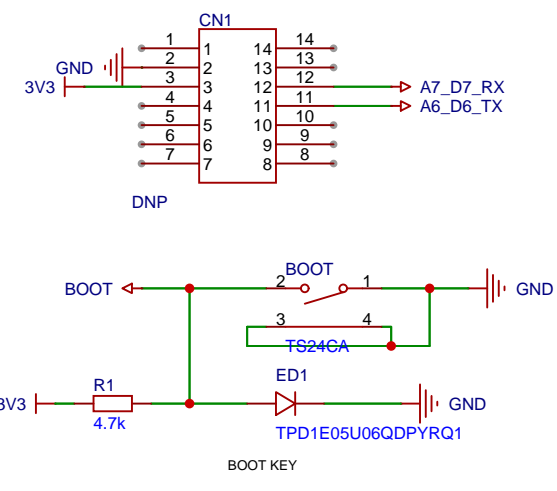 CN1
1 1 14 14
GND 2 2 13 13
3V3 3 3 12 12 A7_D7_RX
4 4 11 11 A6_D6_TX
5 5 10 10
6 6 9 9
7 7 8 8
DNP
BOOT
BOOT 2 1 GND
3 4
TS24CA
ED1
R1
3V3 GND
4.7k
TPD1E05U06QDPYRQ1
BOOT KEY